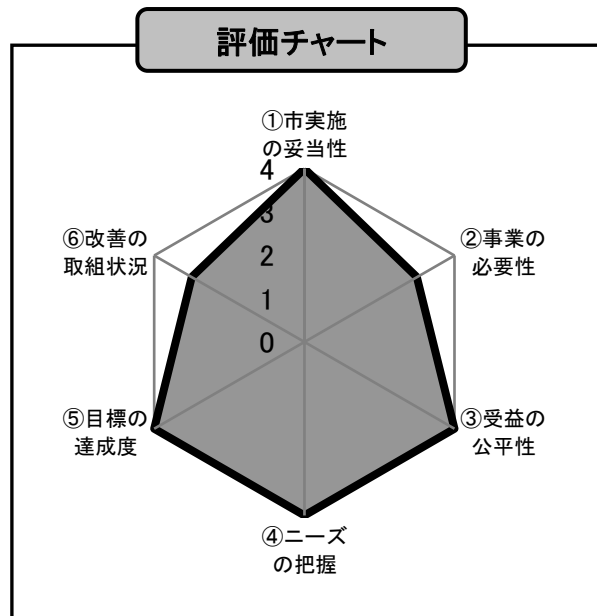 評価チャート
①市実施
の妥当性
4
3
2
1
0
②事業の
必要性
③受益の
公平性
④ニーズ
の把握
⑤目標の
達成度
⑥改善の
取組状況